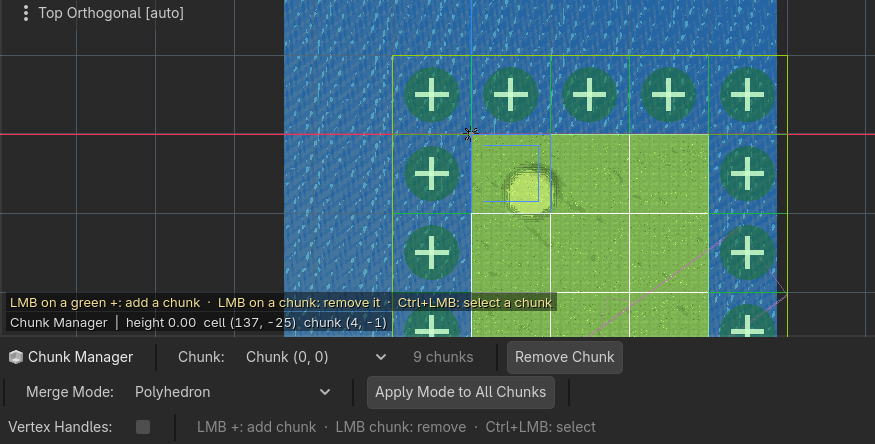 Top Orthogonal [auto]
LMB on a green +: add a chunk · LMB on a chunk: remove it · Ctrl+LMB: select a chunk
Chunk Manager | height 0.00 cell (137, -25) chunk (4, -1)
Chunk Manager Chunk: Chunk (0, 0) 9 chunks Remove Chunk
Merge Mode: Polyhedron Apply Mode to All Chunks
Vertex Handles: LMB +: add chunk · LMB chunk: remove · Ctrl+LMB: select